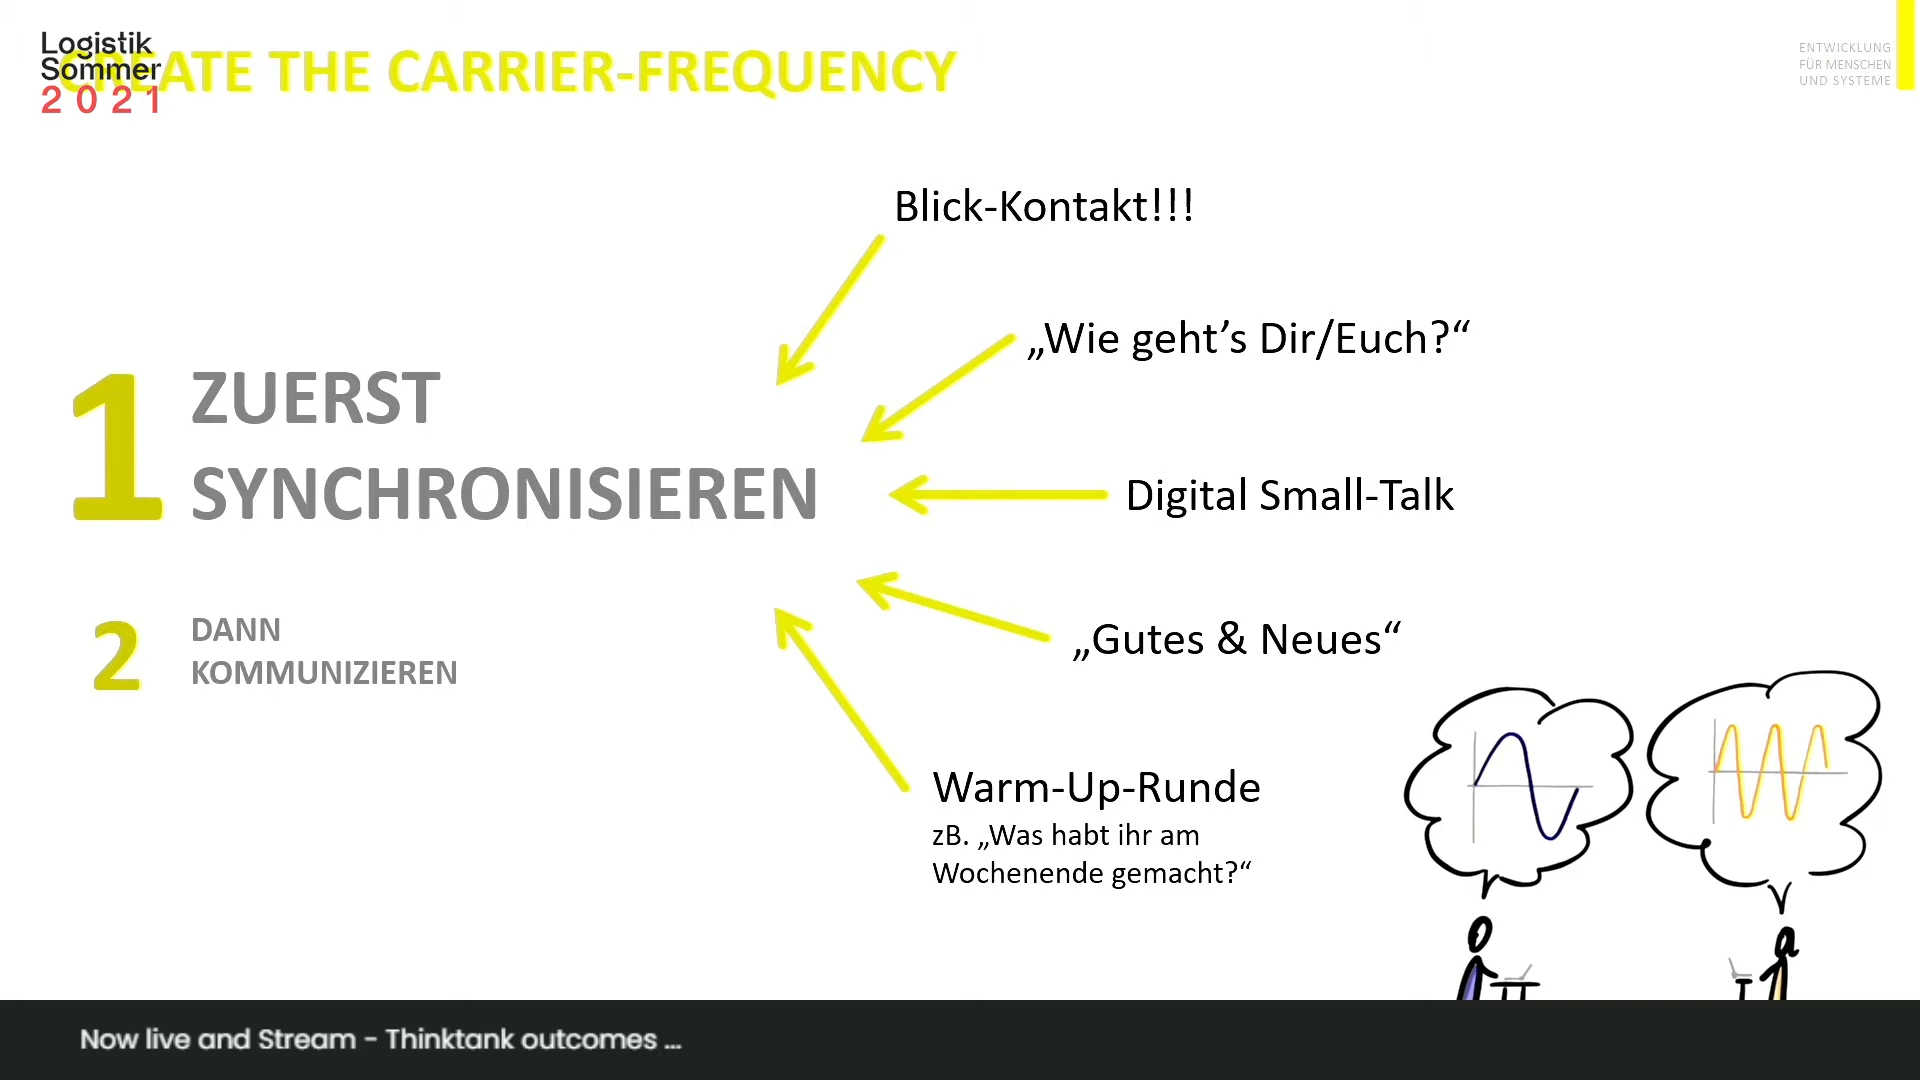 Logistik
Sommer
2021
CREATE THE CARRIER-FREQUENCY
ENTWICKLUNG
FÜR MENSCHEN
UND SYSTEME
Blick-Kontakt!!!
„Wie geht’s Dir/Euch?“
1 ZUERST
SYNCHRONISIEREN
Digital Small-Talk
2 DANN
KOMMUNIZIEREN
„Gutes & Neues“
Warm-Up-Runde
zB. „Was habt ihr am
Wochenende gemacht?“
Now live and Stream - Thinktank outcomes ...